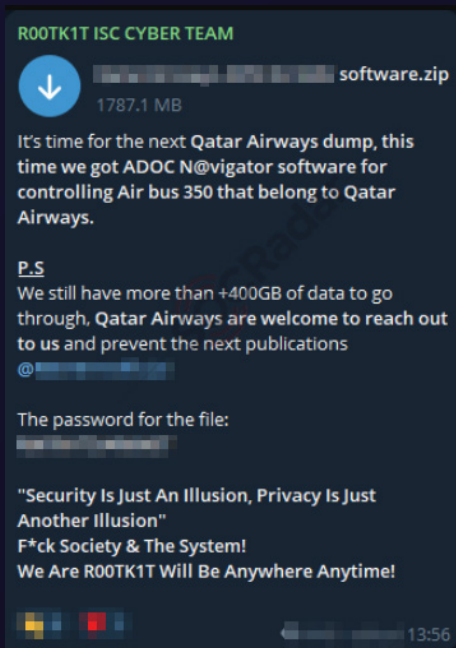 R00TK1T ISC CYBER TEAM
software.zip
1787.1 MB
It's time for the next Qatar Airways dump, this
time we got ADOC N@vigator software for
controlling Air bus 350 that belong to Qatar
Airways.
P.S
We still have more than +400GB of data to go
through, Qatar Airways are welcome to reach out
to us and prevent the next publications
@
The password for the file:
"Security Is Just An Illusion, Privacy Is Just
Another Illusion"
F*ck Society & The System!
We Are R00TK1T Will Be Anywhere Anytime!
13:56